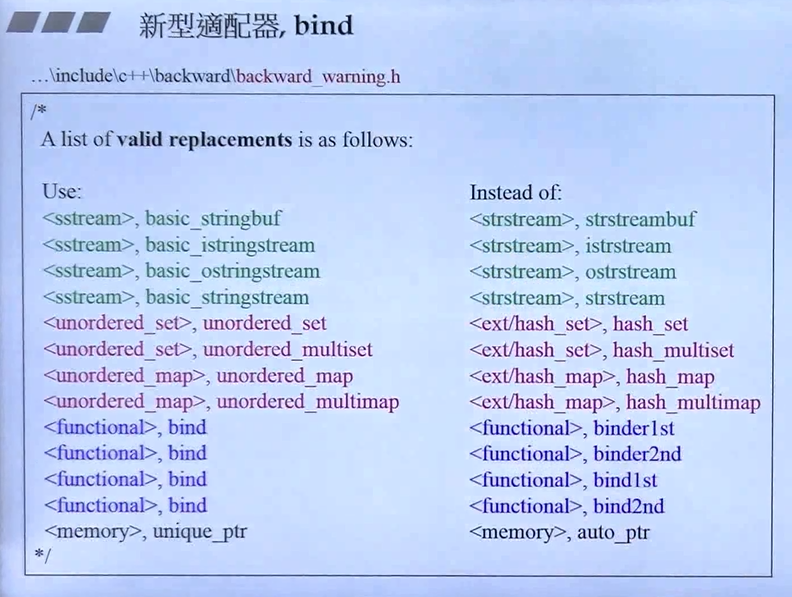 新型適配器, bind
…\include\c++\backward\backward_warning.h
/*
A list of valid replacements is as follows:
Use: Instead of:
<sstream>, basic_stringbuf <strstream>, strstreambuf
<sstream>, basic_istringstream <strstream>, istrstream
<sstream>, basic_ostringstream <strstream>, ostrstream
<sstream>, basic_stringstream <strstream>, strstream
<unordered_set>, unordered_set <ext/hash_set>, hash_set
<unordered_set>, unordered_multiset <ext/hash_set>, hash_multiset
<unordered_map>, unordered_map <ext/hash_map>, hash_map
<unordered_map>, unordered_multimap <ext/hash_map>, hash_multimap
<functional>, bind <functional>, binder1st
<functional>, bind <functional>, binder2nd
<functional>, bind <functional>, bind1st
<functional>, bind <functional>, bind2nd
<memory>, unique_ptr <memory>, auto_ptr
*/